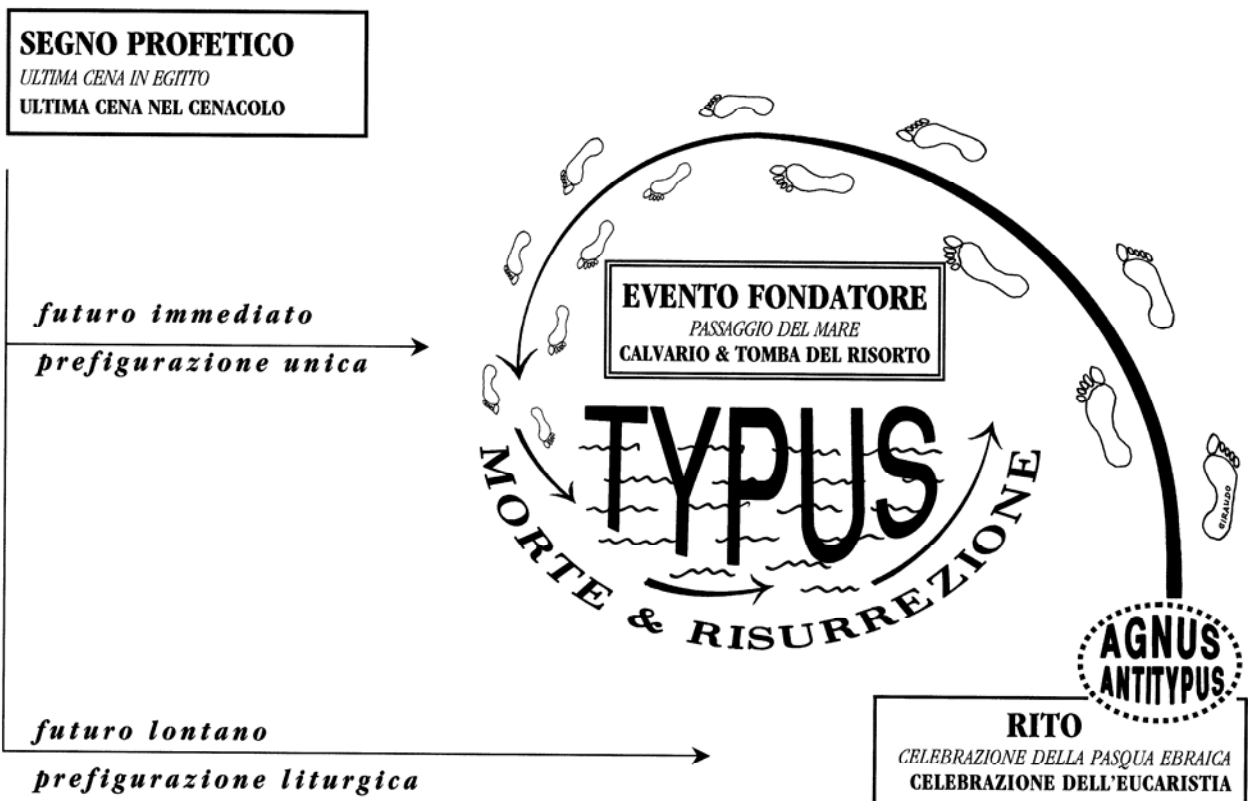 SEGNO PROFETICO
ULTIMA CENA IN EGITTO
ULTIMA CENA NEL CENACOLO
futuro immediato
prefigurazione unica
EVENTO FONDATORE
PASSAGGIO DEL MARE
CALVARIO & TOMBA DEL RISORTO
TYPUS
MORTE & RISURREZIONE
GIRAUDO
AGNUS
ANTITYPUS
futuro lontano
prefigurazione liturgica
RITO
CELEBRAZIONE DELLA PASQUA EBRAICA
CELEBRAZIONE DELL'EUCARISTIA